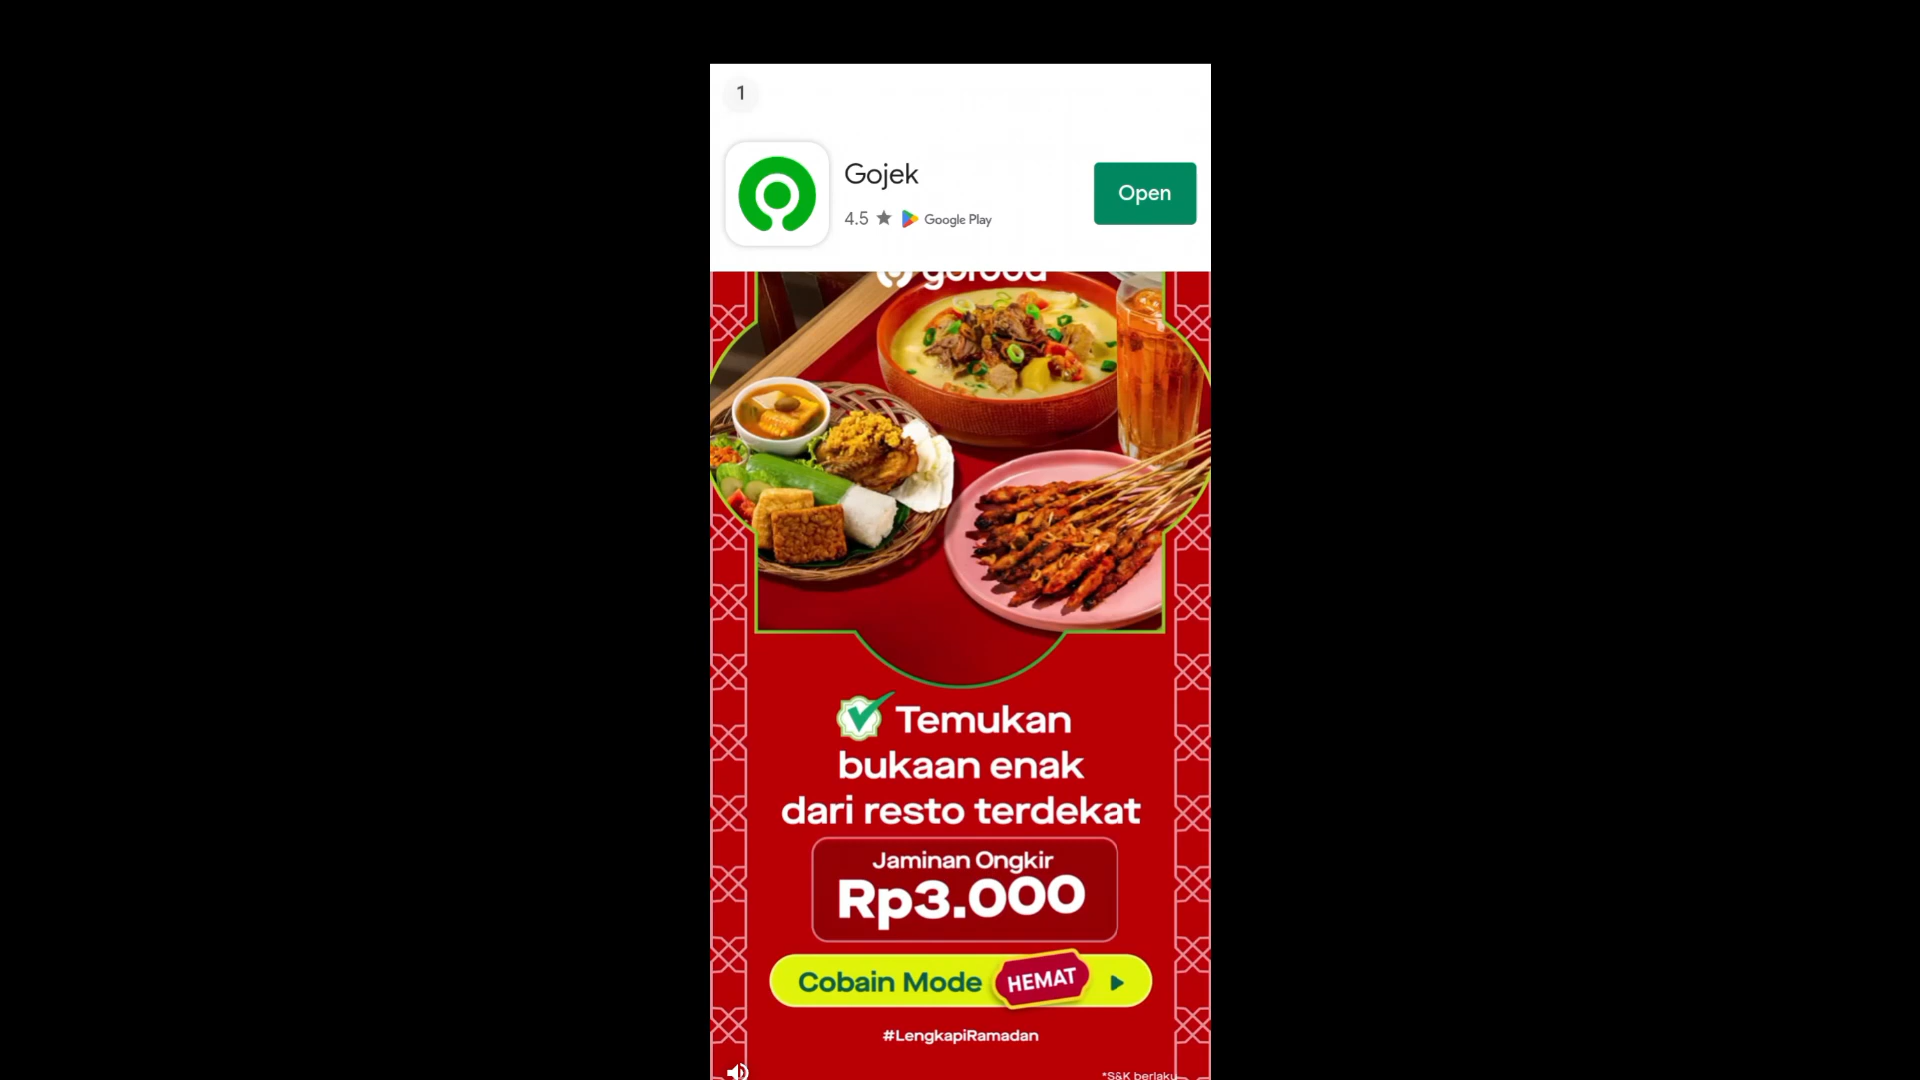 1
Gojek
4.5 ★ Google Play
Open
gofood
Temukan
bukaan enak
dari resto terdekat
Jaminan Ongkir
Rp3.000
Cobain Mode HEMAT
#LengkapiRamadan
*S&K berlaku